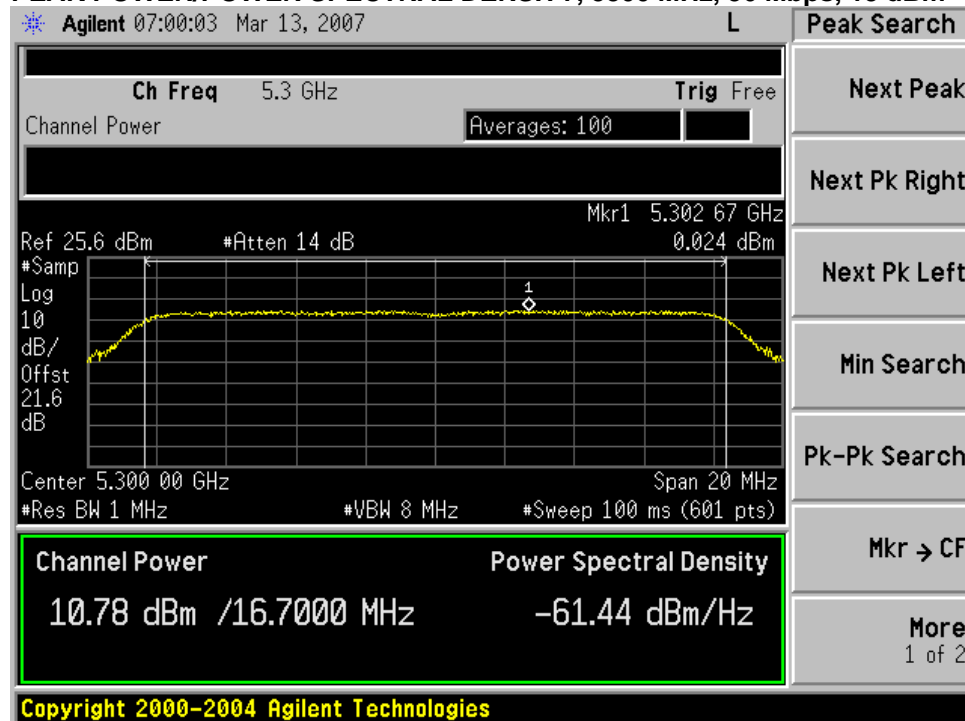 Agilent 07:00:03 Mar 13, 2007 L Peak Search
Ch Freq 5.3 GHz Trig Free
Channel Power Averages: 100
Next Peak
Next Pk Right
Mkr1 5.302 67 GHz
Ref 25.6 dBm #Atten 14 dB 0.024 dBm
#Samp
Log
10
dB/
Offst
21.6
dB
1
Next Pk Left
Min Search
Pk-Pk Search
Center 5.300 00 GHz Span 20 MHz
#Res BW 1 MHz #VBW 8 MHz #Sweep 100 ms (601 pts)
Channel Power Power Spectral Density
10.78 dBm /16.7000 MHz -61.44 dBm/Hz
Mkr → CF
More
1 of 2
Copyright 2000-2004 Agilent Technologies